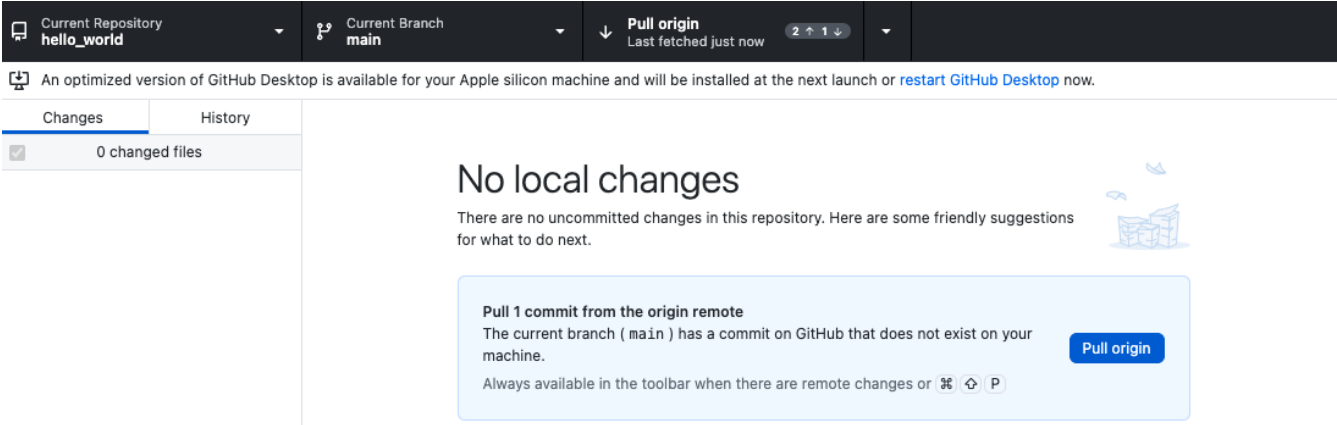 Current Repository
hello_world
Current Branch
main
Pull origin
Last fetched just now
2 ↑ 1 ↓
An optimized version of GitHub Desktop is available for your Apple silicon machine and will be installed at the next launch or restart GitHub Desktop now.
Changes
History
0 changed files
No local changes
There are no uncommitted changes in this repository. Here are some friendly suggestions
for what to do next.
Pull 1 commit from the origin remote
The current branch ( main ) has a commit on GitHub that does not exist on your
machine.
Always available in the toolbar when there are remote changes or ⌘ ⇧ P
Pull origin